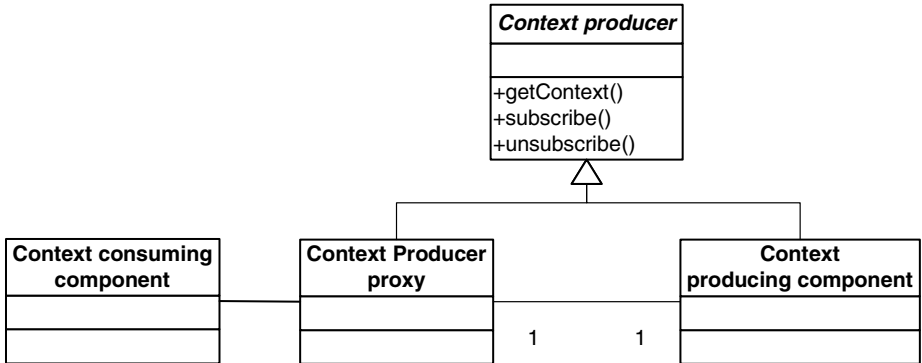 Context producer
+getContext()
+subscribe()
+unsubscribe()
Context consuming
component
Context Producer
proxy
Context
producing component
1 1